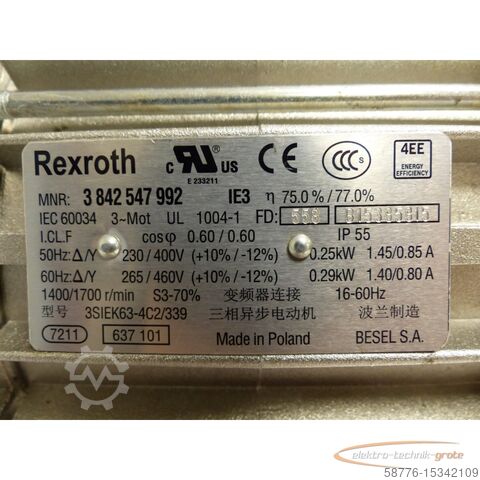 Rexroth c RU US CE CCC S 4EE
E 233211 ENERGY EFFICIENCY
MNR: 3 842 547 992 IE3 η 75.0 % / 77.0%
IEC 60034 3~Mot UL 1004-1 FD: 558
I.CL.F cosφ 0.60 / 0.60 IP 55
50Hz: Δ/Y 230 / 400V (+10% / -12%) 0.25kW 1.45/0.85 A
60Hz: Δ/Y 265 / 460V (+10% / -12%) 0.29kW 1.40/0.80 A
1400/1700 r/min S3-70% 变频器连接 16-60Hz
型号 3SIEK63-4C2/339 三相异步电动机 波兰制造
7211 637 101 Made in Poland BESEL S.A.
elektro-technik-grote
58776-15342109